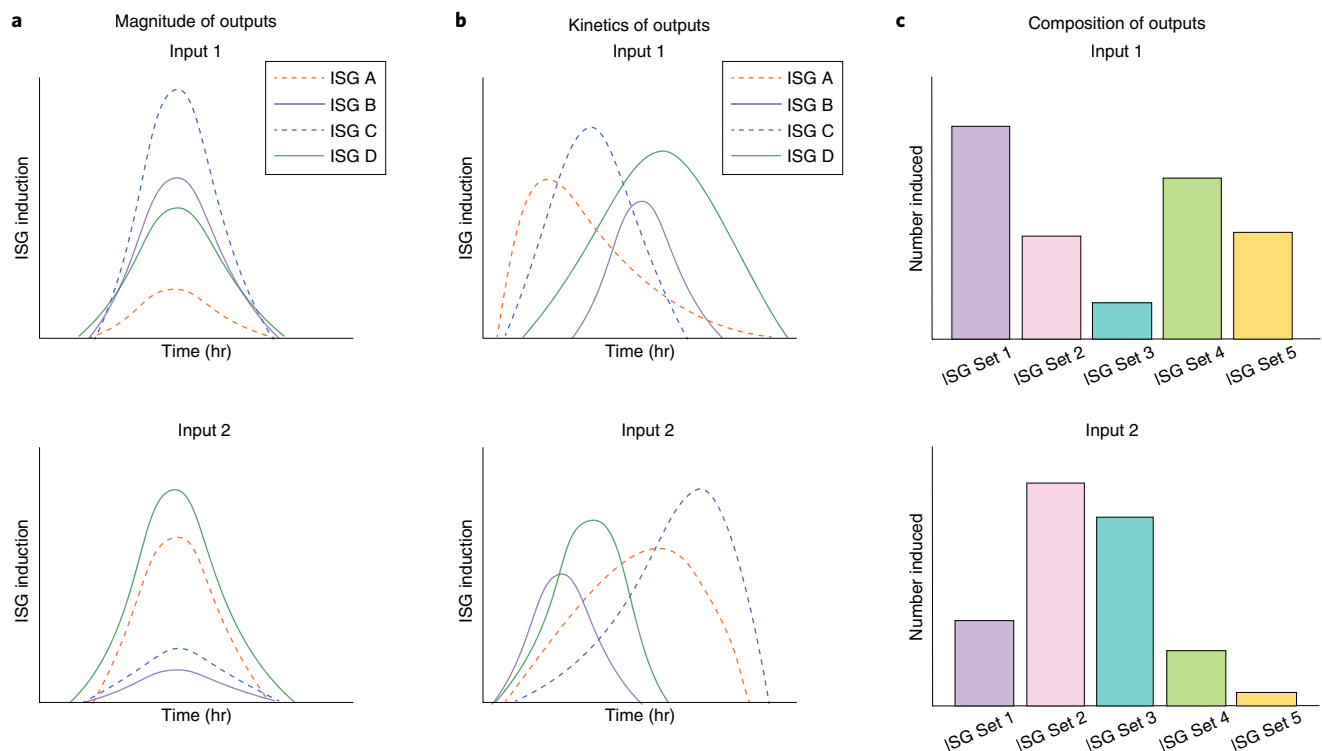 a
Magnitude of outputs
Input 1
ISG A
ISG B
ISG C
ISG D
ISG induction
Time (hr)
Input 2
ISG induction
Time (hr)
b
Kinetics of outputs
Input 1
ISG A
ISG B
ISG C
ISG D
ISG induction
Time (hr)
Input 2
ISG induction
Time (hr)
c
Composition of outputs
Input 1
Number induced
ISG Set 1
ISG Set 2
ISG Set 3
ISG Set 4
ISG Set 5
Input 2
Number induced
ISG Set 1
ISG Set 2
ISG Set 3
ISG Set 4
ISG Set 5